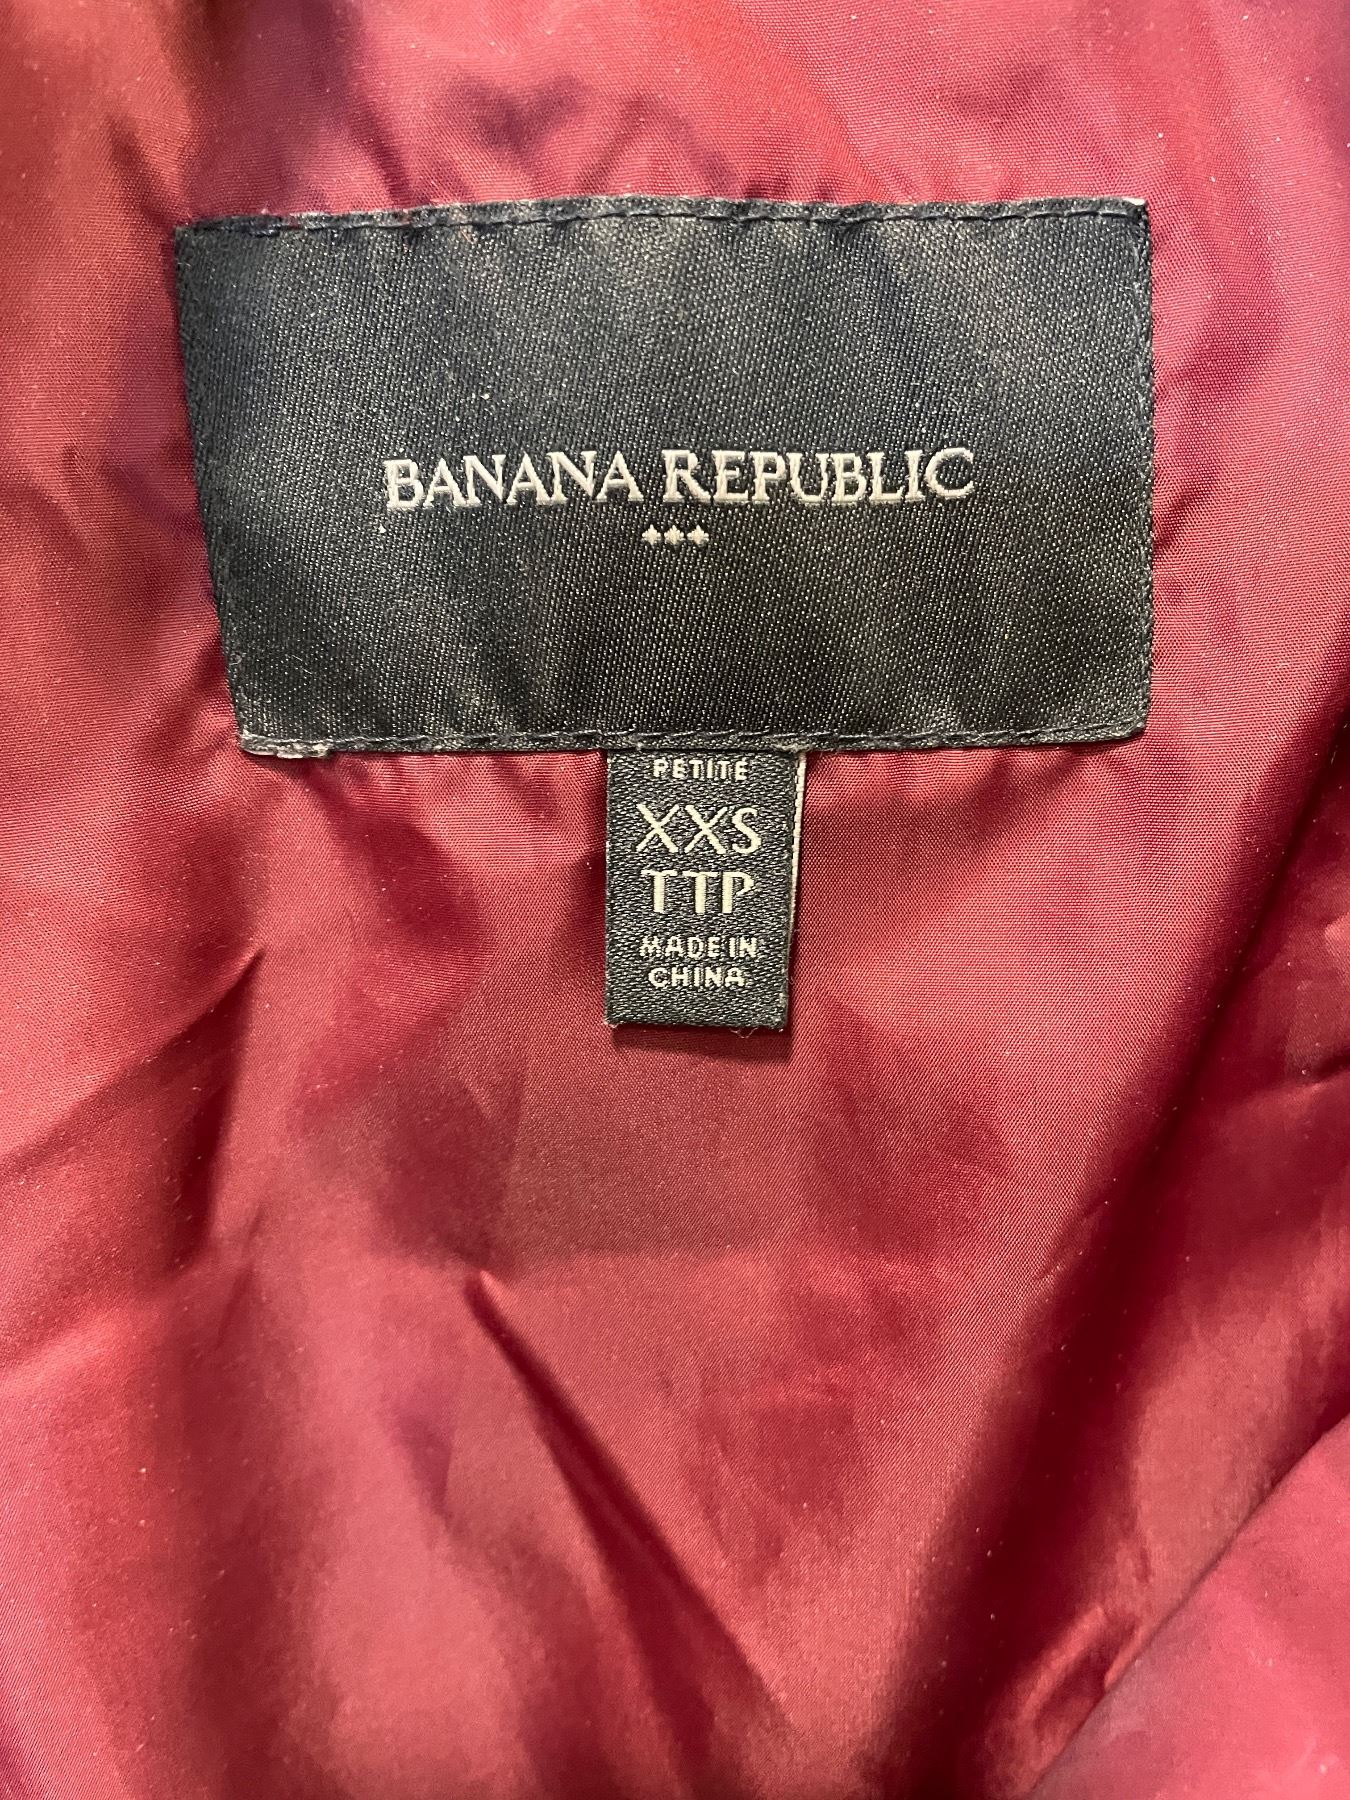 BANANA REPUBLIC
PETITE
XXS
TTP
MADE IN
CHINA